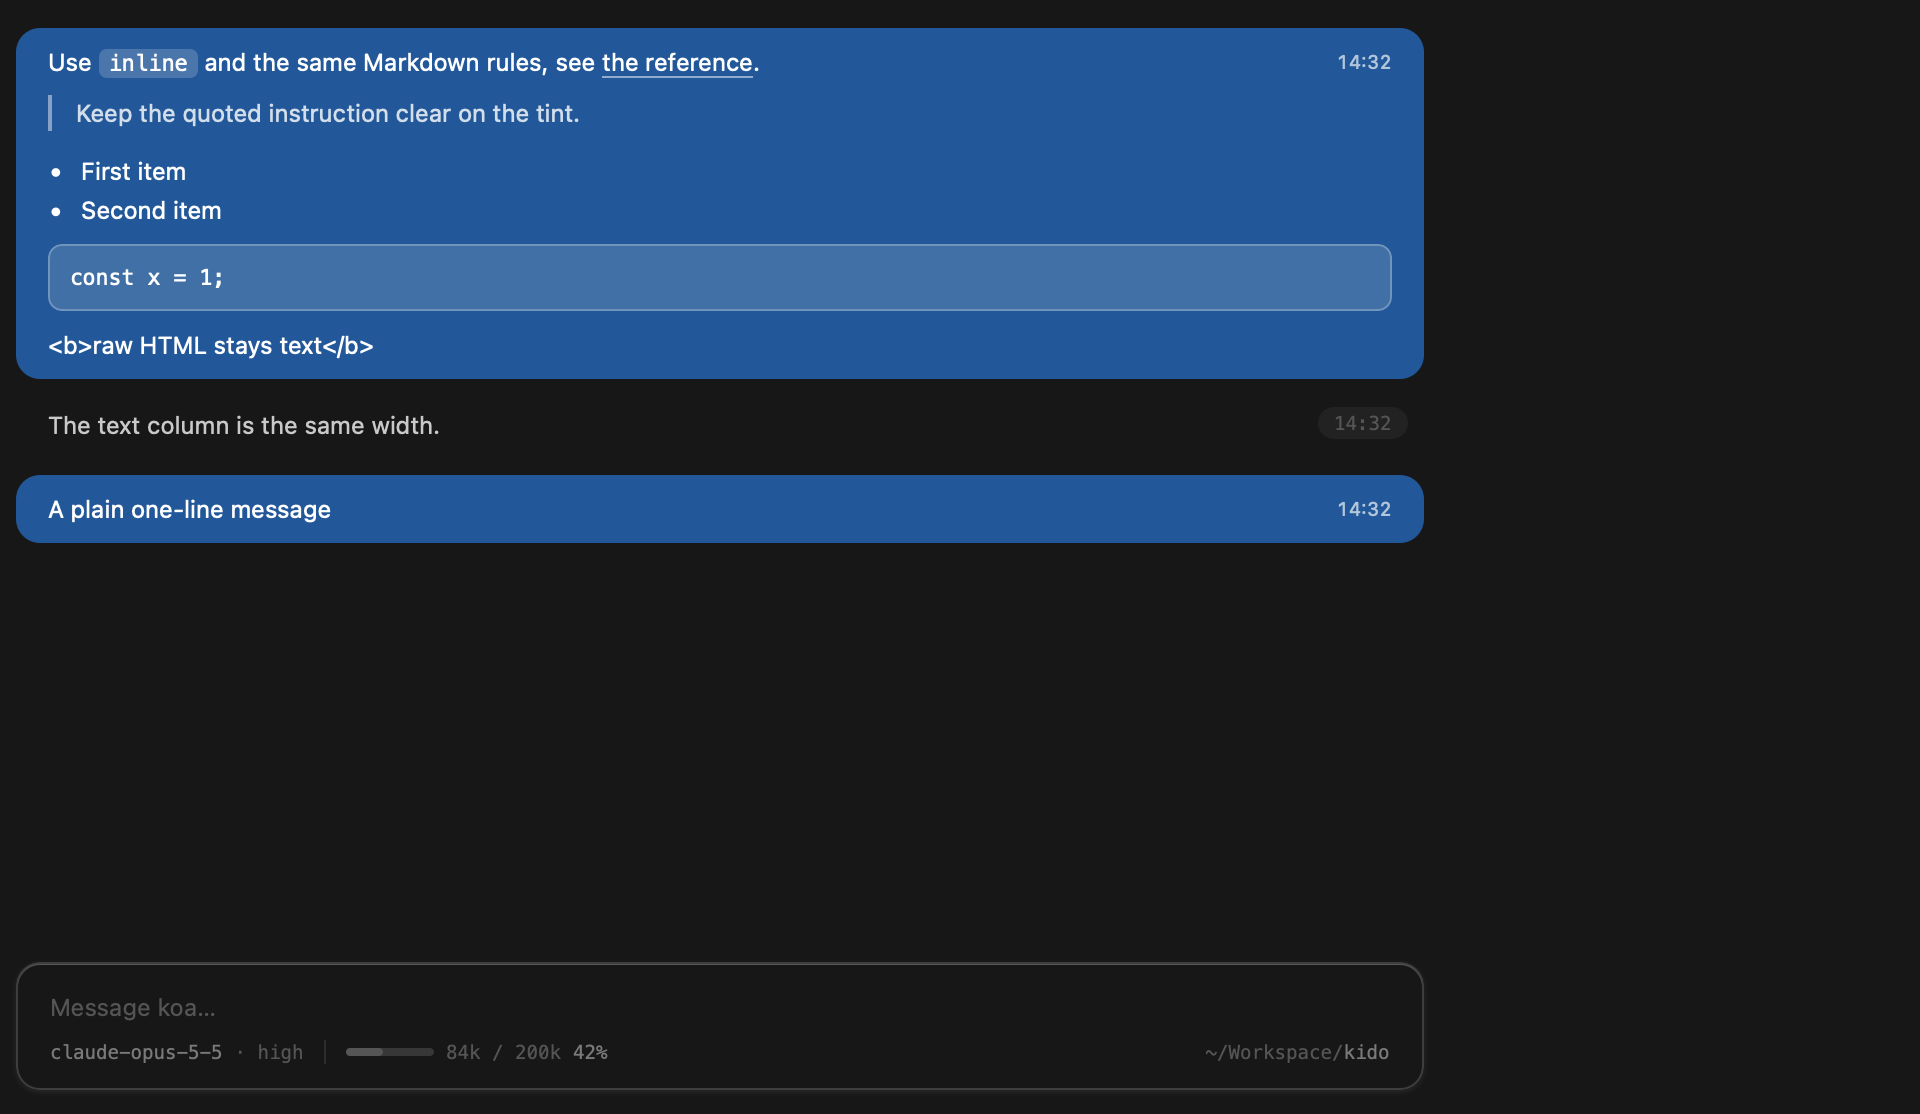 Use inline and the same Markdown rules, see the reference. 14:32
Keep the quoted instruction clear on the tint.
• First item
• Second item
const x = 1;
<b>raw HTML stays text</b>
The text column is the same width. 14:32
A plain one-line message 14:32
Message koa...
claude-opus-5-5 · high 84k / 200k 42% ~/Workspace/kido